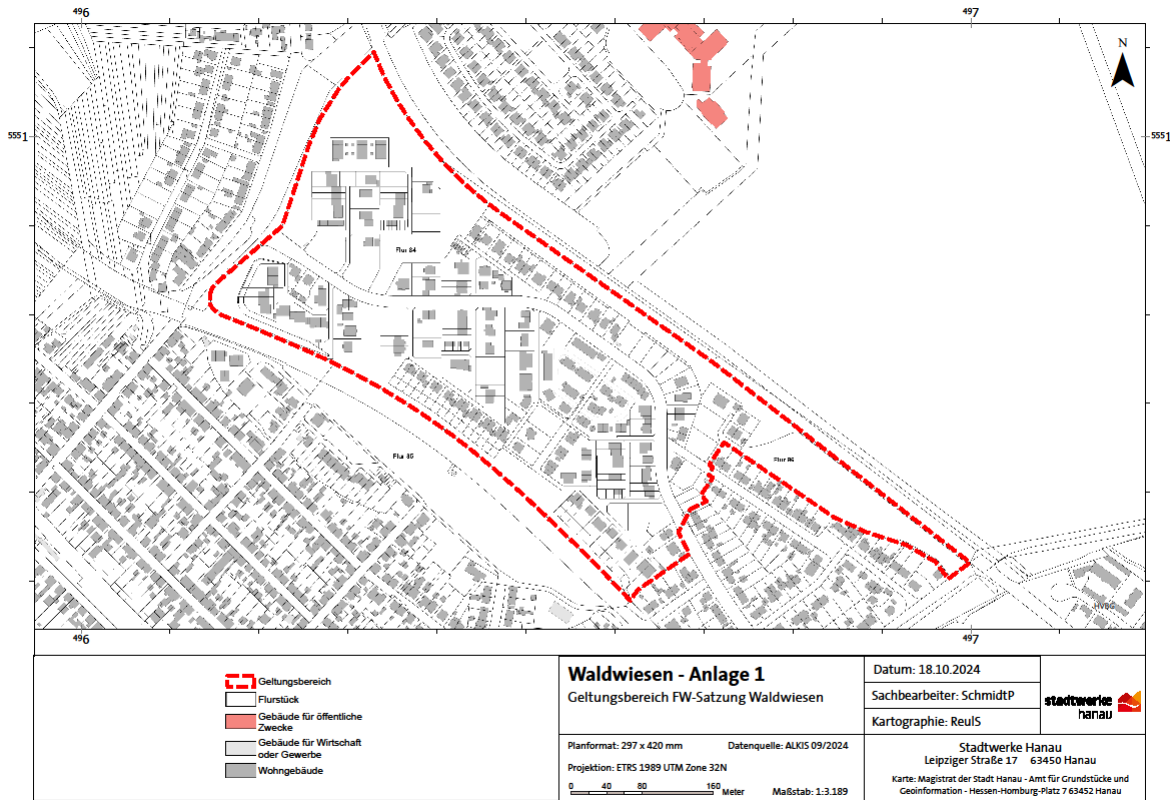 496
497
N
5551
5551
Flur 84
Flur 85
Flur 86
HVBG
496
497
Geltungsbereich
Flurstück
Gebäude für öffentliche
Zwecke
Gebäude für Wirtschaft
oder Gewerbe
Wohngebäude
Waldwiesen - Anlage 1
Geltungsbereich FW-Satzung Waldwiesen
Planformat: 297 x 420 mm
Datenquelle: ALKIS 09/2024
Projektion: ETRS 1989 UTM Zone 32N
0 40 80 160 Meter
Maßstab: 1:3.189
Datum: 18.10.2024
Sachbearbeiter: SchmidtP
Kartographie: ReulS
stadtwerke
hanau
Stadtwerke Hanau
Leipziger Straße 17 63450 Hanau
Karte: Magistrat der Stadt Hanau - Amt für Grundstücke und
Geoinformation - Hessen-Homburg-Platz 7 63452 Hanau